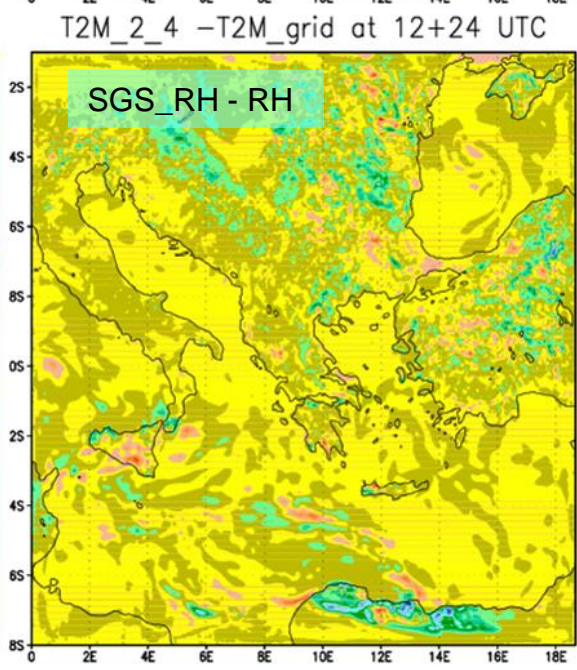 T2M_2_4 −T2M_grid at 12+24 UTC
SGS_RH - RH
2S
4S
6S
8S
0S
2S
4S
6S
8S
0 2E 4E 6E 8E 10E 12E 14E 16E 18E